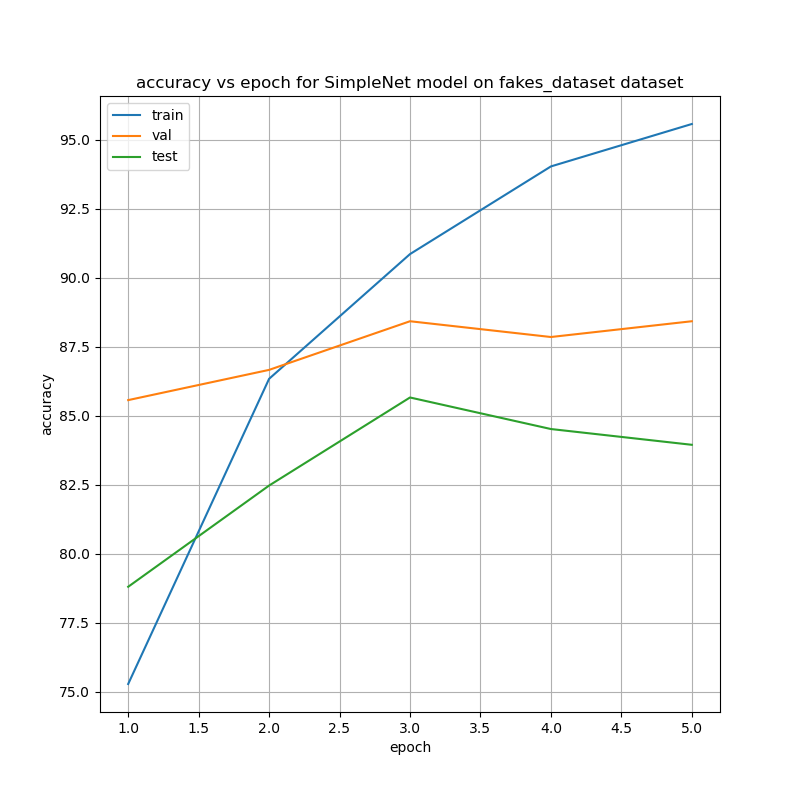 accuracy vs epoch for SimpleNet model on fakes_dataset dataset
train
val
test
95.0
92.5
90.0
87.5
85.0
82.5
80.0
77.5
75.0
accuracy
1.0 1.5 2.0 2.5 3.0 3.5 4.0 4.5 5.0
epoch